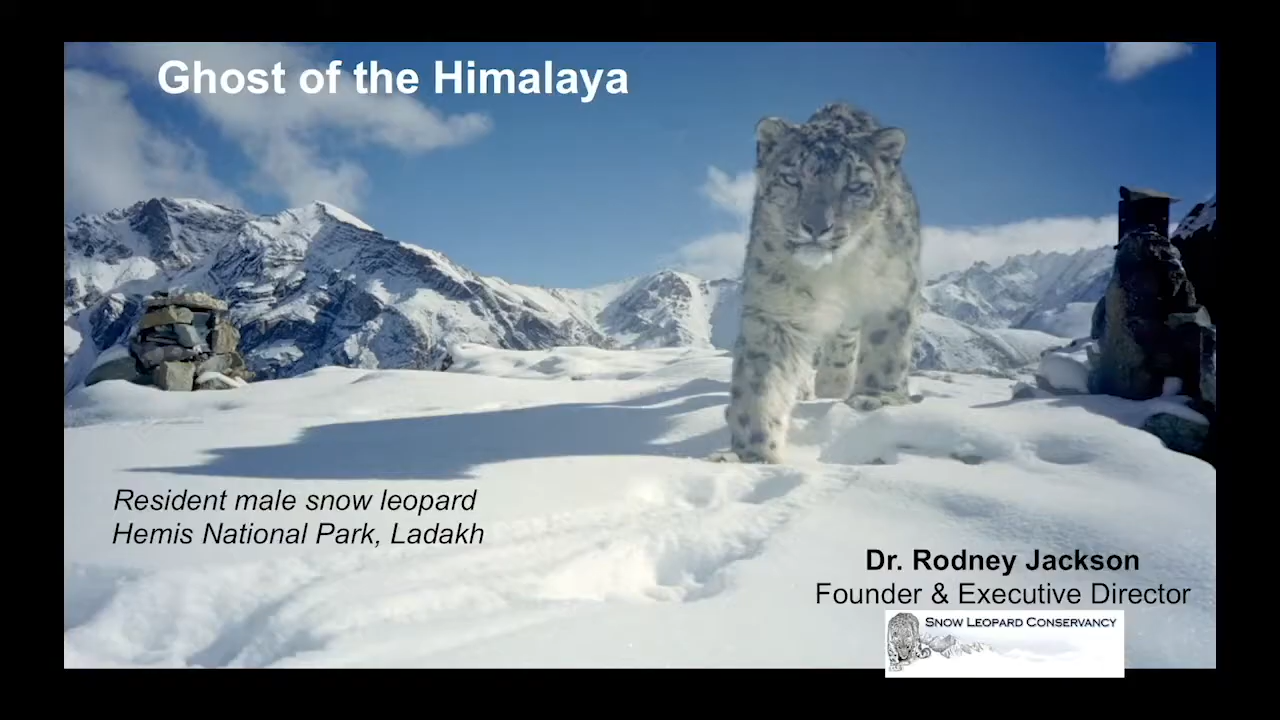 Ghost of the Himalaya
Resident male snow leopard
Hemis National Park, Ladakh
Dr. Rodney Jackson
Founder & Executive Director
SNOW LEOPARD CONSERVANCY